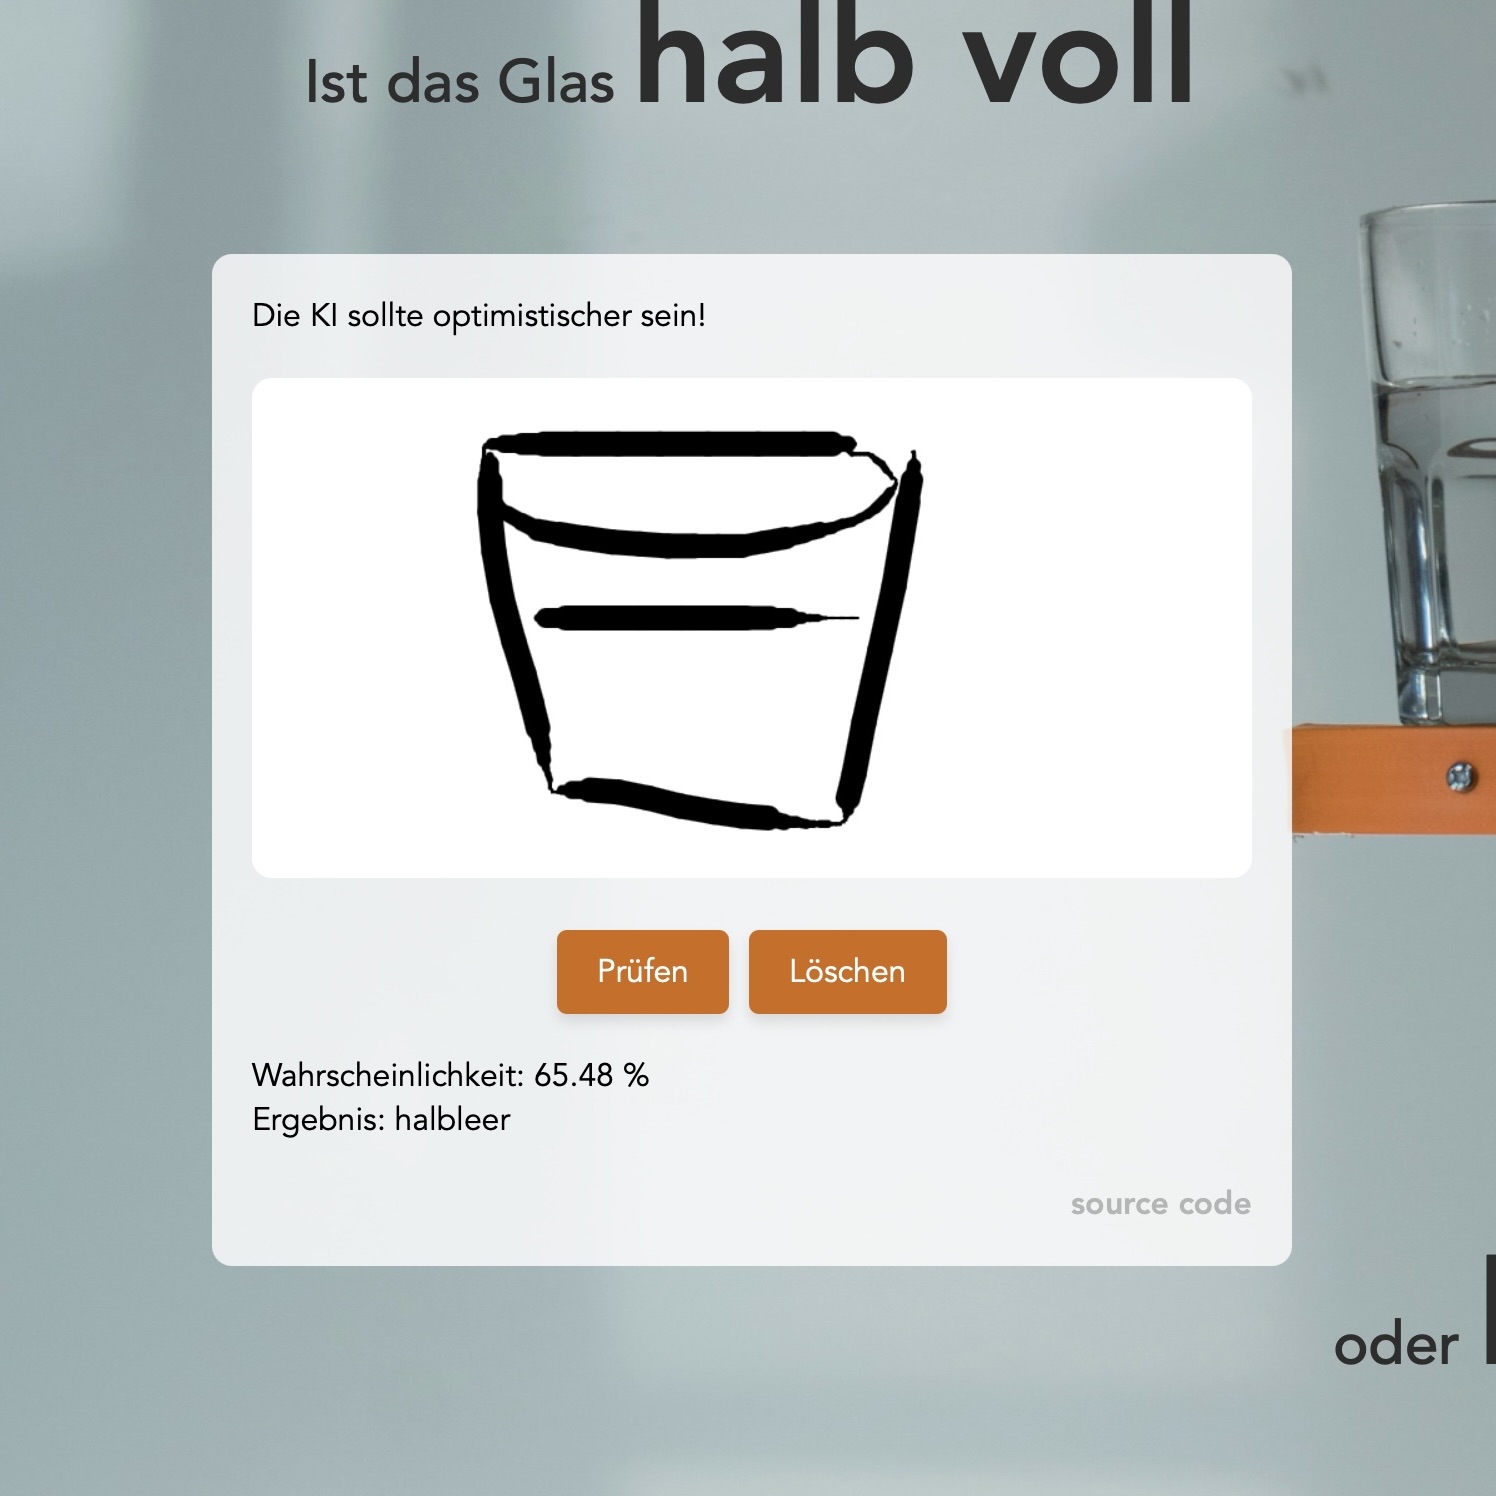 Ist das Glas halb voll
Die KI sollte optimistischer sein!
Prüfen
Löschen
Wahrscheinlichkeit: 65.48 %
Ergebnis: halbleer
source code
oder